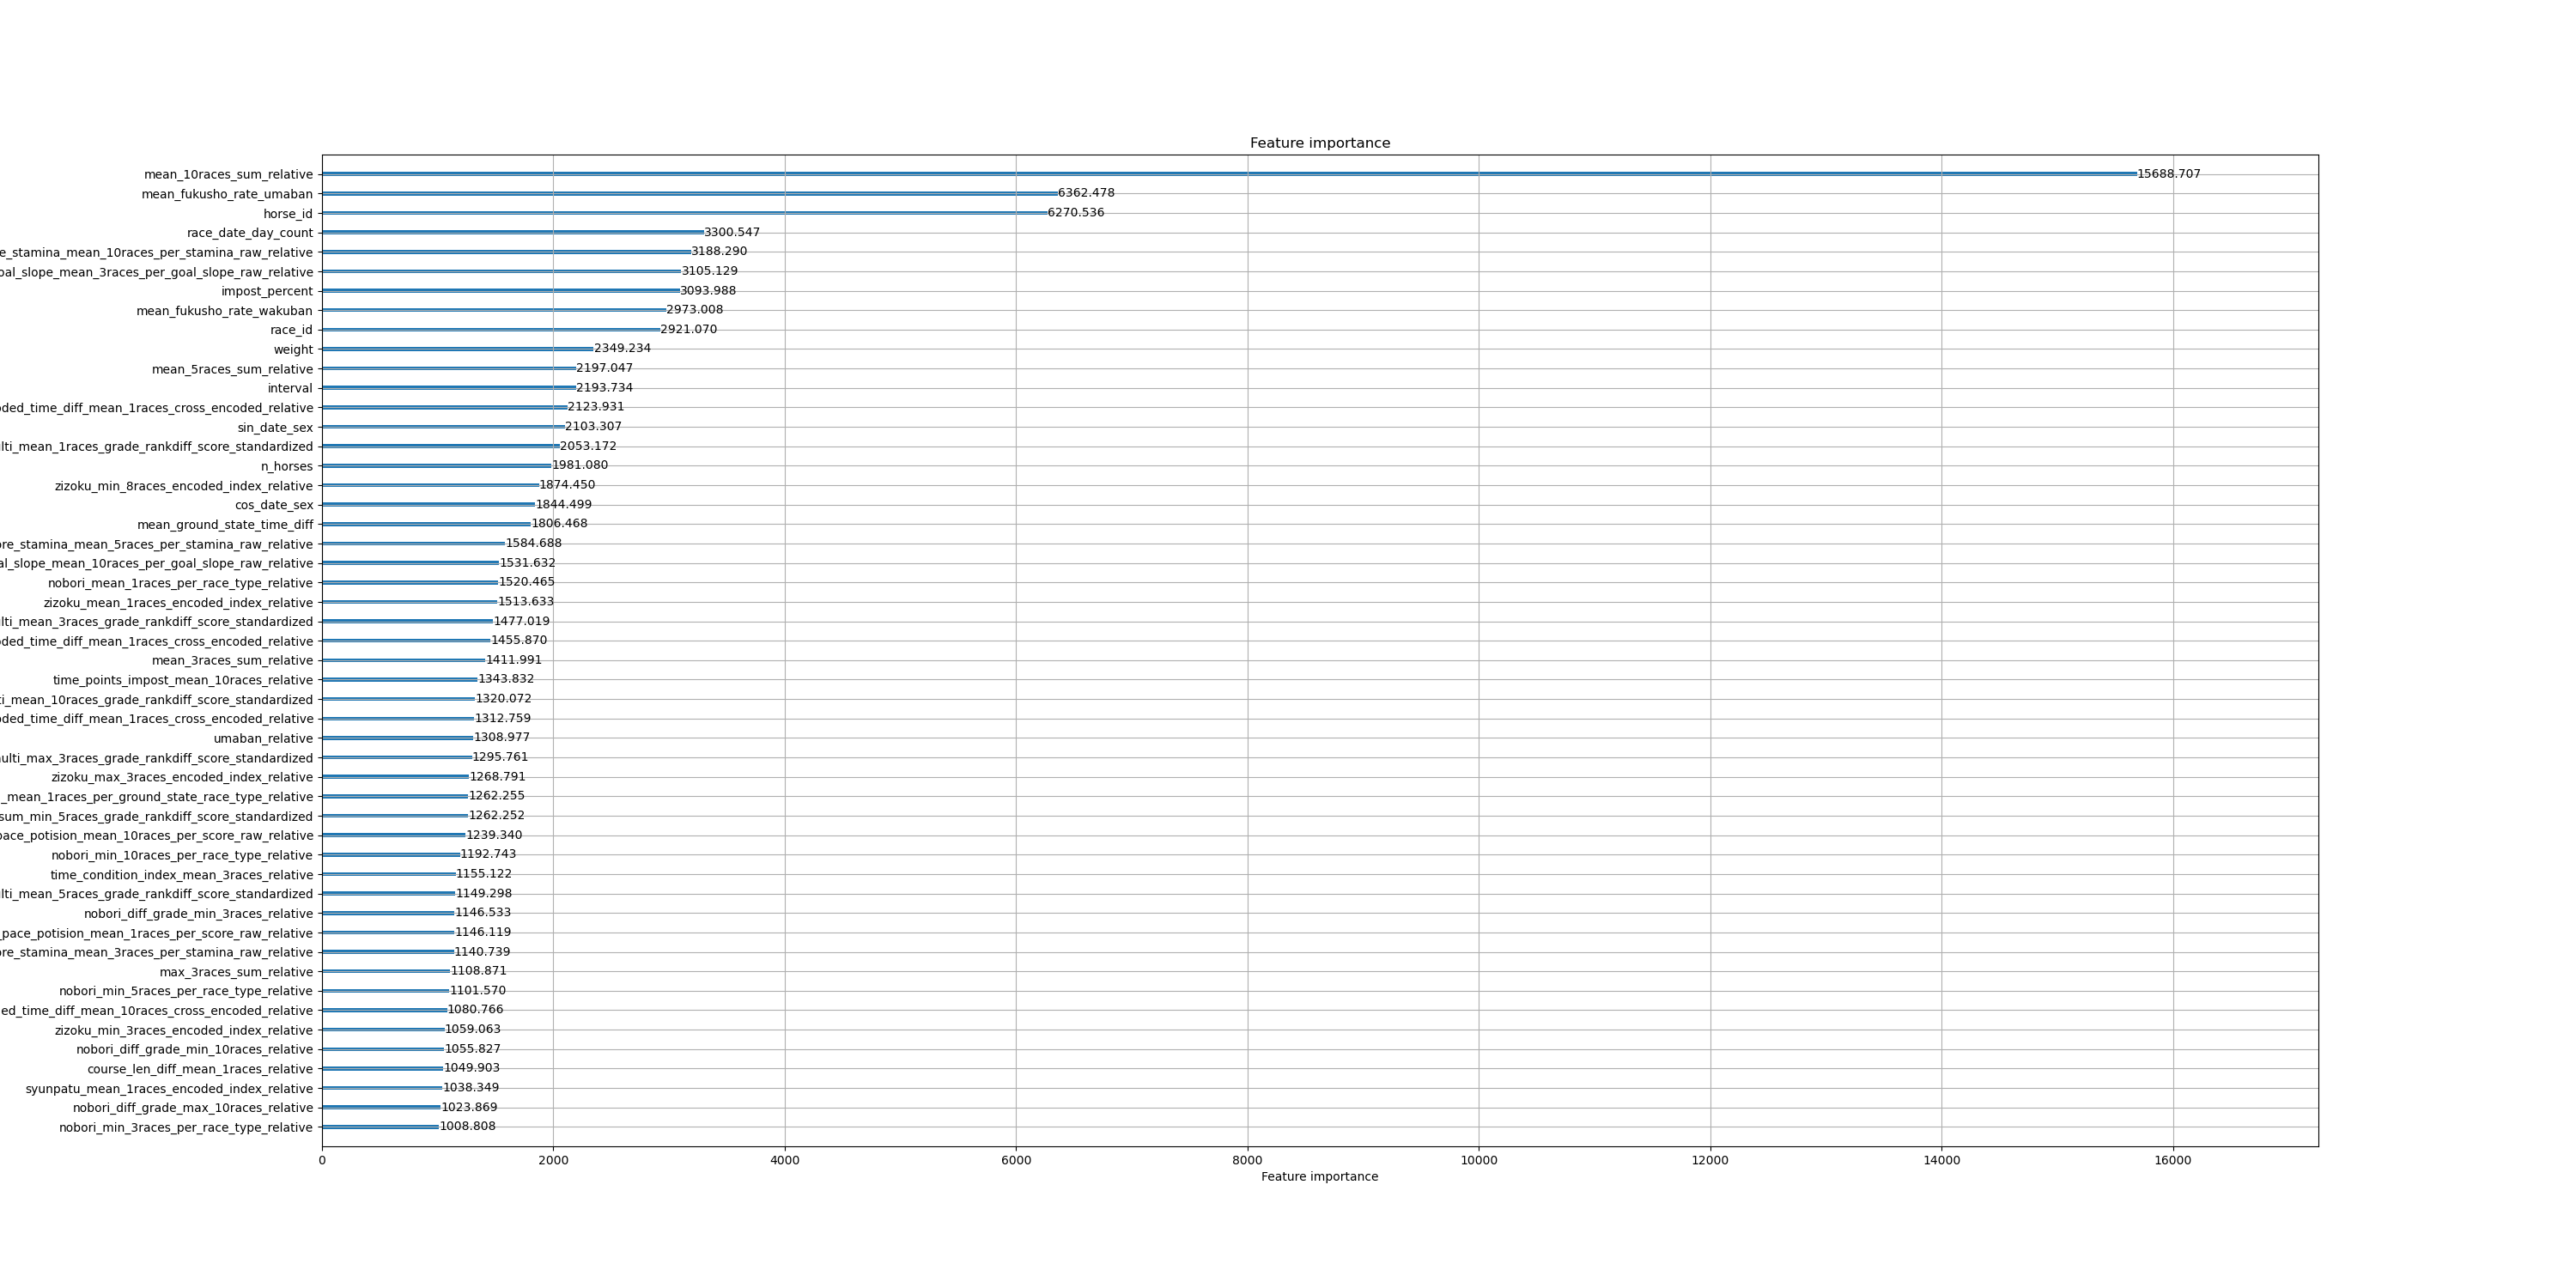 Feature importance
mean_10races_sum_relative 15688.707
mean_fukusho_rate_umaban 6362.478
horse_id 6270.536
race_date_day_count 3300.547
e_stamina_mean_10races_per_stamina_raw_relative 3188.290
oal_slope_mean_3races_per_goal_slope_raw_relative 3105.129
impost_percent 3093.988
mean_fukusho_rate_wakuban 2973.008
race_id 2921.070
weight 2349.234
mean_5races_sum_relative 2197.047
interval 2193.734
ded_time_diff_mean_1races_cross_encoded_relative 2123.931
sin_date_sex 2103.307
lti_mean_1races_grade_rankdiff_score_standardized 2053.172
n_horses 1981.080
zizoku_min_8races_encoded_index_relative 1874.450
cos_date_sex 1844.499
mean_ground_state_time_diff 1806.468
re_stamina_mean_5races_per_stamina_raw_relative 1584.688
al_slope_mean_10races_per_goal_slope_raw_relative 1531.632
nobori_mean_1races_per_race_type_relative 1520.465
zizoku_mean_1races_encoded_index_relative 1513.633
lti_mean_3races_grade_rankdiff_score_standardized 1477.019
ded_time_diff_mean_1races_cross_encoded_relative 1455.870
mean_3races_sum_relative 1411.991
time_points_impost_mean_10races_relative 1343.832
ti_mean_10races_grade_rankdiff_score_standardized 1320.072
ded_time_diff_mean_1races_cross_encoded_relative 1312.759
umaban_relative 1308.977
ulti_max_3races_grade_rankdiff_score_standardized 1295.761
zizoku_max_3races_encoded_index_relative 1268.791
_mean_1races_per_ground_state_race_type_relative 1262.255
sum_min_5races_grade_rankdiff_score_standardized 1262.252
pace_potision_mean_10races_per_score_raw_relative 1239.340
nobori_min_10races_per_race_type_relative 1192.743
time_condition_index_mean_3races_relative 1155.122
lti_mean_5races_grade_rankdiff_score_standardized 1149.298
nobori_diff_grade_min_3races_relative 1146.533
_pace_potision_mean_1races_per_score_raw_relative 1146.119
re_stamina_mean_3races_per_stamina_raw_relative 1140.739
max_3races_sum_relative 1108.871
nobori_min_5races_per_race_type_relative 1101.570
ed_time_diff_mean_10races_cross_encoded_relative 1080.766
zizoku_min_3races_encoded_index_relative 1059.063
nobori_diff_grade_min_10races_relative 1055.827
course_len_diff_mean_1races_relative 1049.903
syunpatu_mean_1races_encoded_index_relative 1038.349
nobori_diff_grade_max_10races_relative 1023.869
nobori_min_3races_per_race_type_relative 1008.808
0 2000 4000 6000 8000 10000 12000 14000 16000
Feature importance